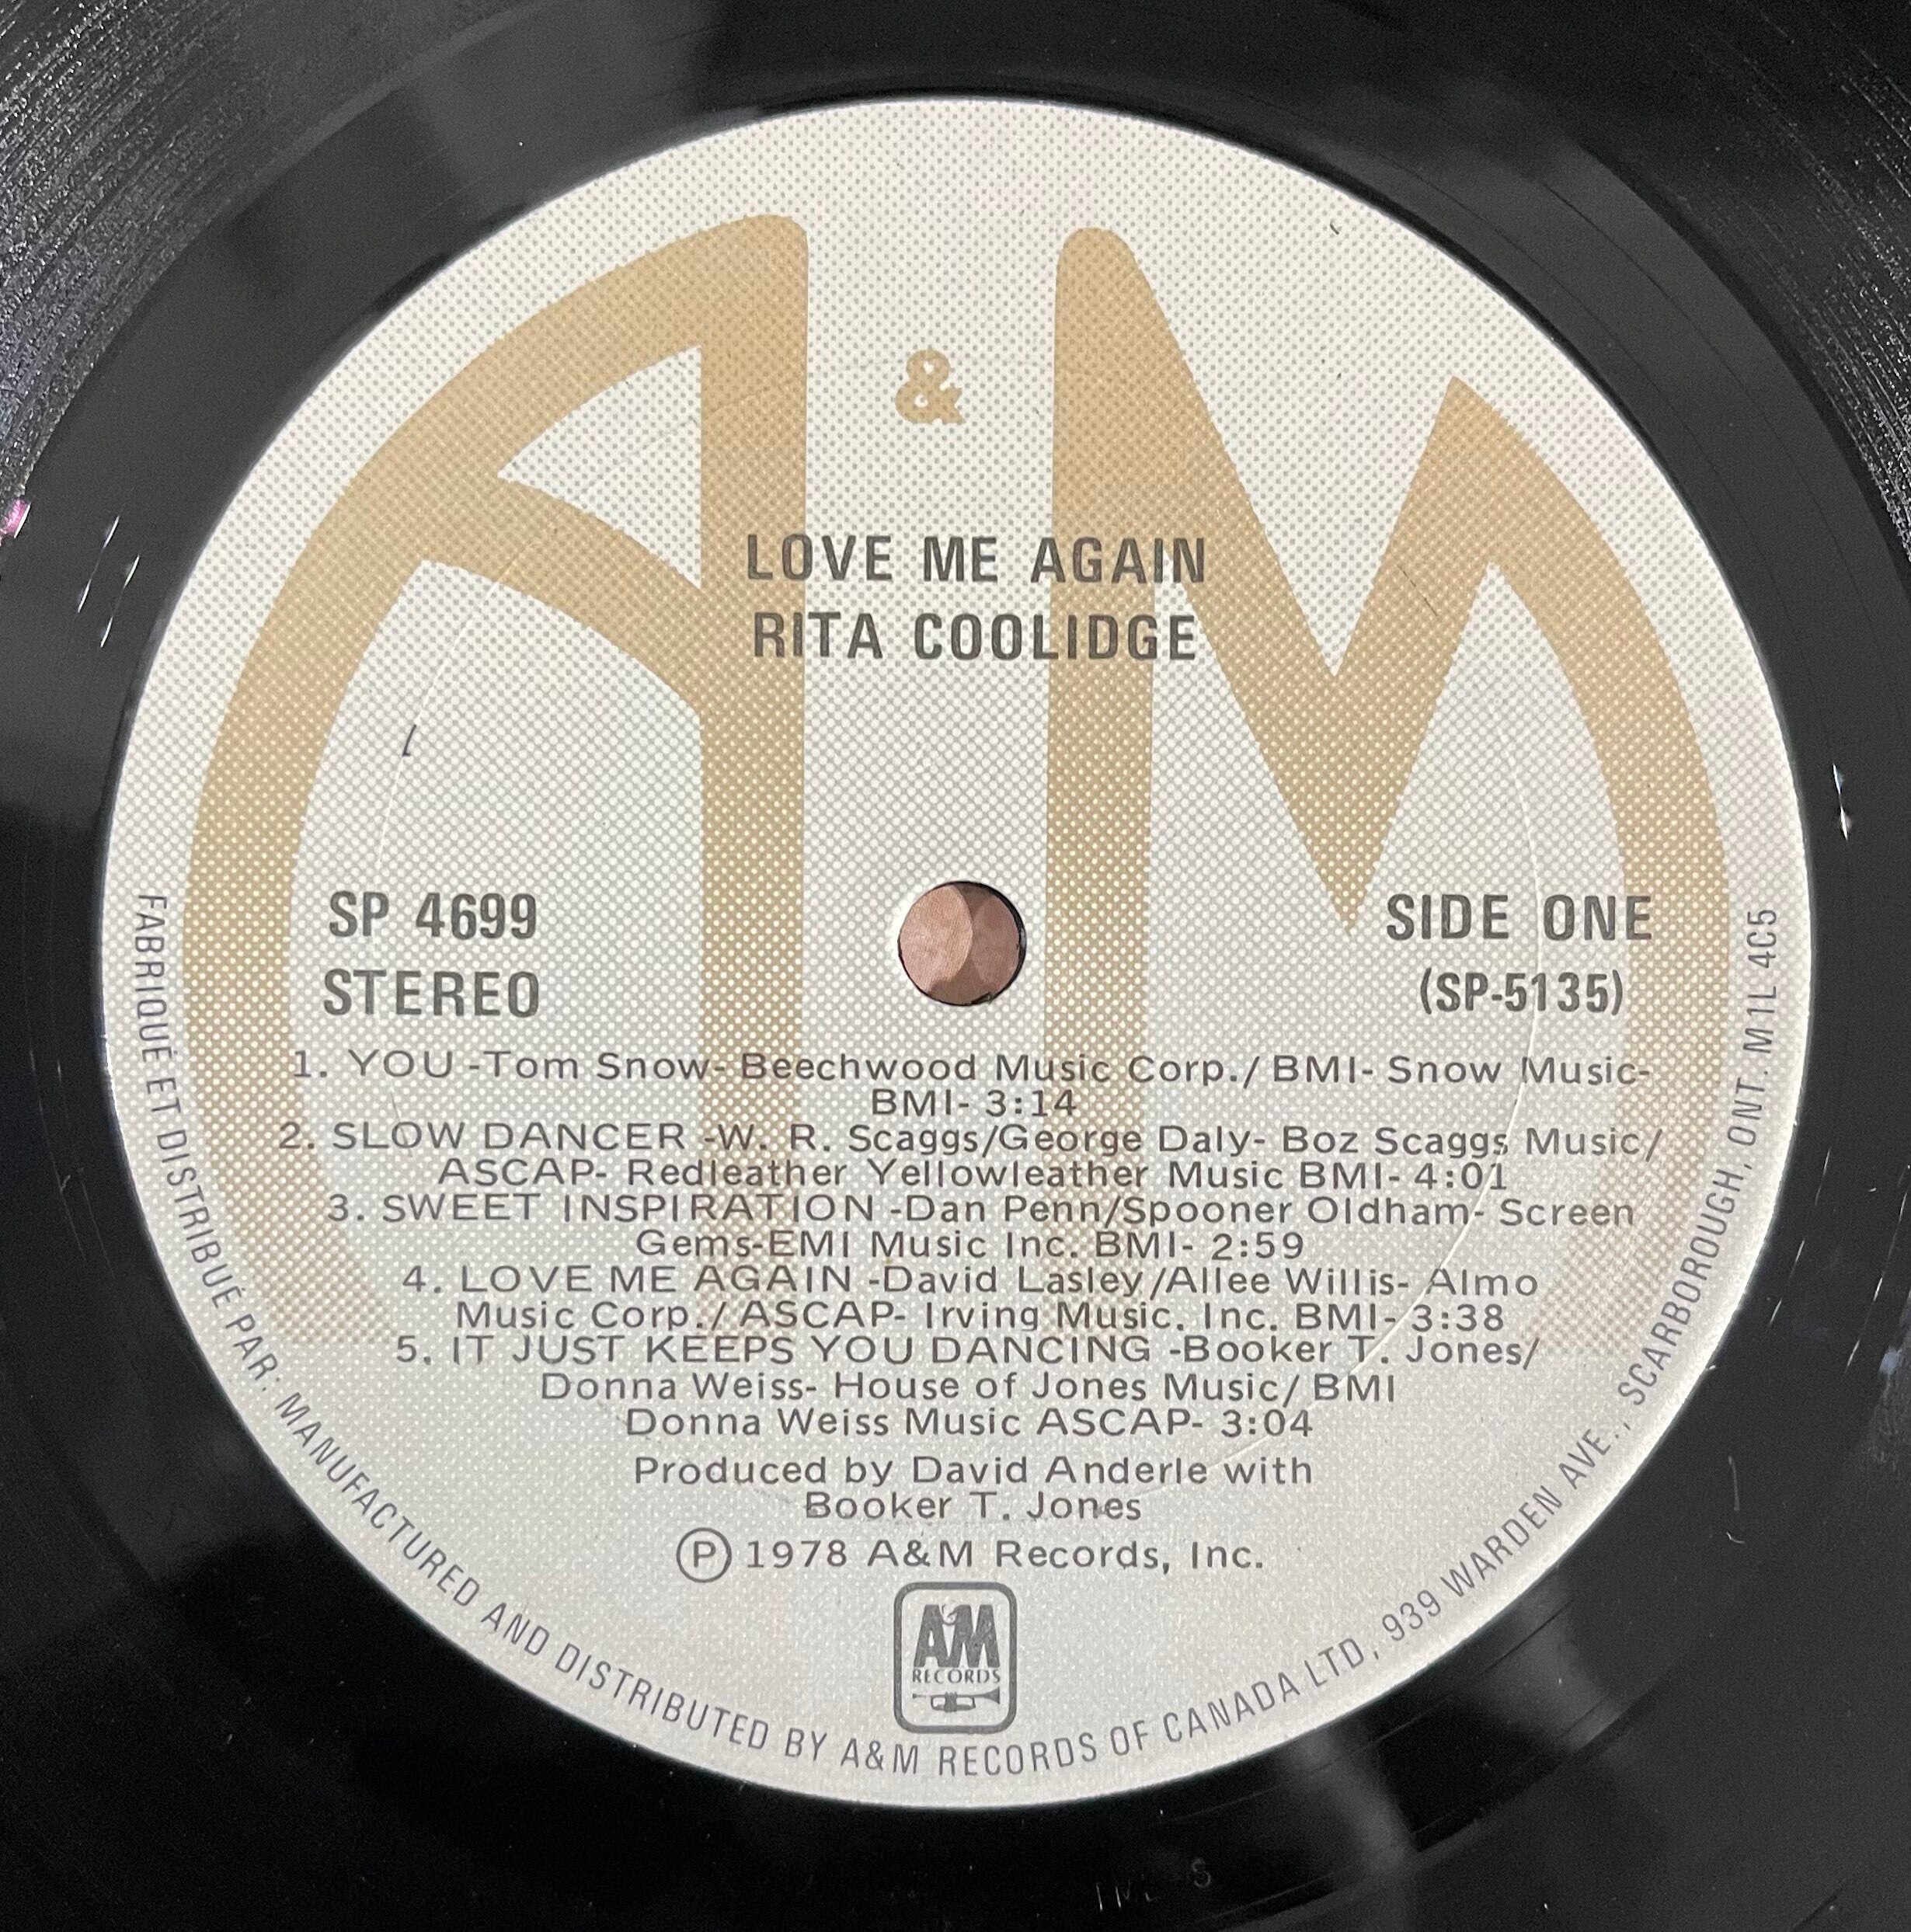 A & M
LOVE ME AGAIN
RITA COOLIDGE
SP 4699
STEREO
SIDE ONE
(SP-5135)
1. YOU -Tom Snow- Beechwood Music Corp./ BMI- Snow Music-
BMI- 3:14
2. SLOW DANCER -W. R. Scaggs/George Daly- Boz Scaggs Music/
ASCAP- Redleather Yellowleather Music BMI- 4:01
3. SWEET INSPIRATION -Dan Penn/Spooner Oldham- Screen
Gems-EMI Music Inc. BMI- 2:59
4. LOVE ME AGAIN -David Lasley/Allee Willis- Almo
Music Corp./ ASCAP- Irving Music, Inc. BMI- 3:38
5. IT JUST KEEPS YOU DANCING -Booker T. Jones/
Donna Weiss- House of Jones Music/ BMI
Donna Weiss Music ASCAP- 3:04
Produced by David Anderle with
Booker T. Jones
Ⓟ 1978 A&M Records, Inc.
AM
RECORDS
FABRIQUÉ ET DISTRIBUÉ PAR: MANUFACTURED AND DISTRIBUTED BY A&M RECORDS OF CANADA LTD, 939 WARDEN AVE., SCARBOROUGH, ONT. M1L 4C5